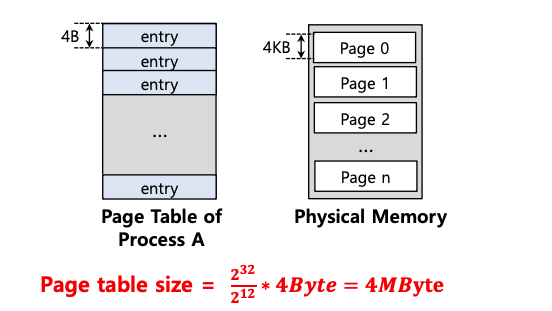 4B
entry
entry
entry
...
entry
Page Table of
Process A
4KB
Page 0
Page 1
Page 2
...
Page n
Physical Memory
Page table size = 2^32/2^12 * 4Byte = 4MByte